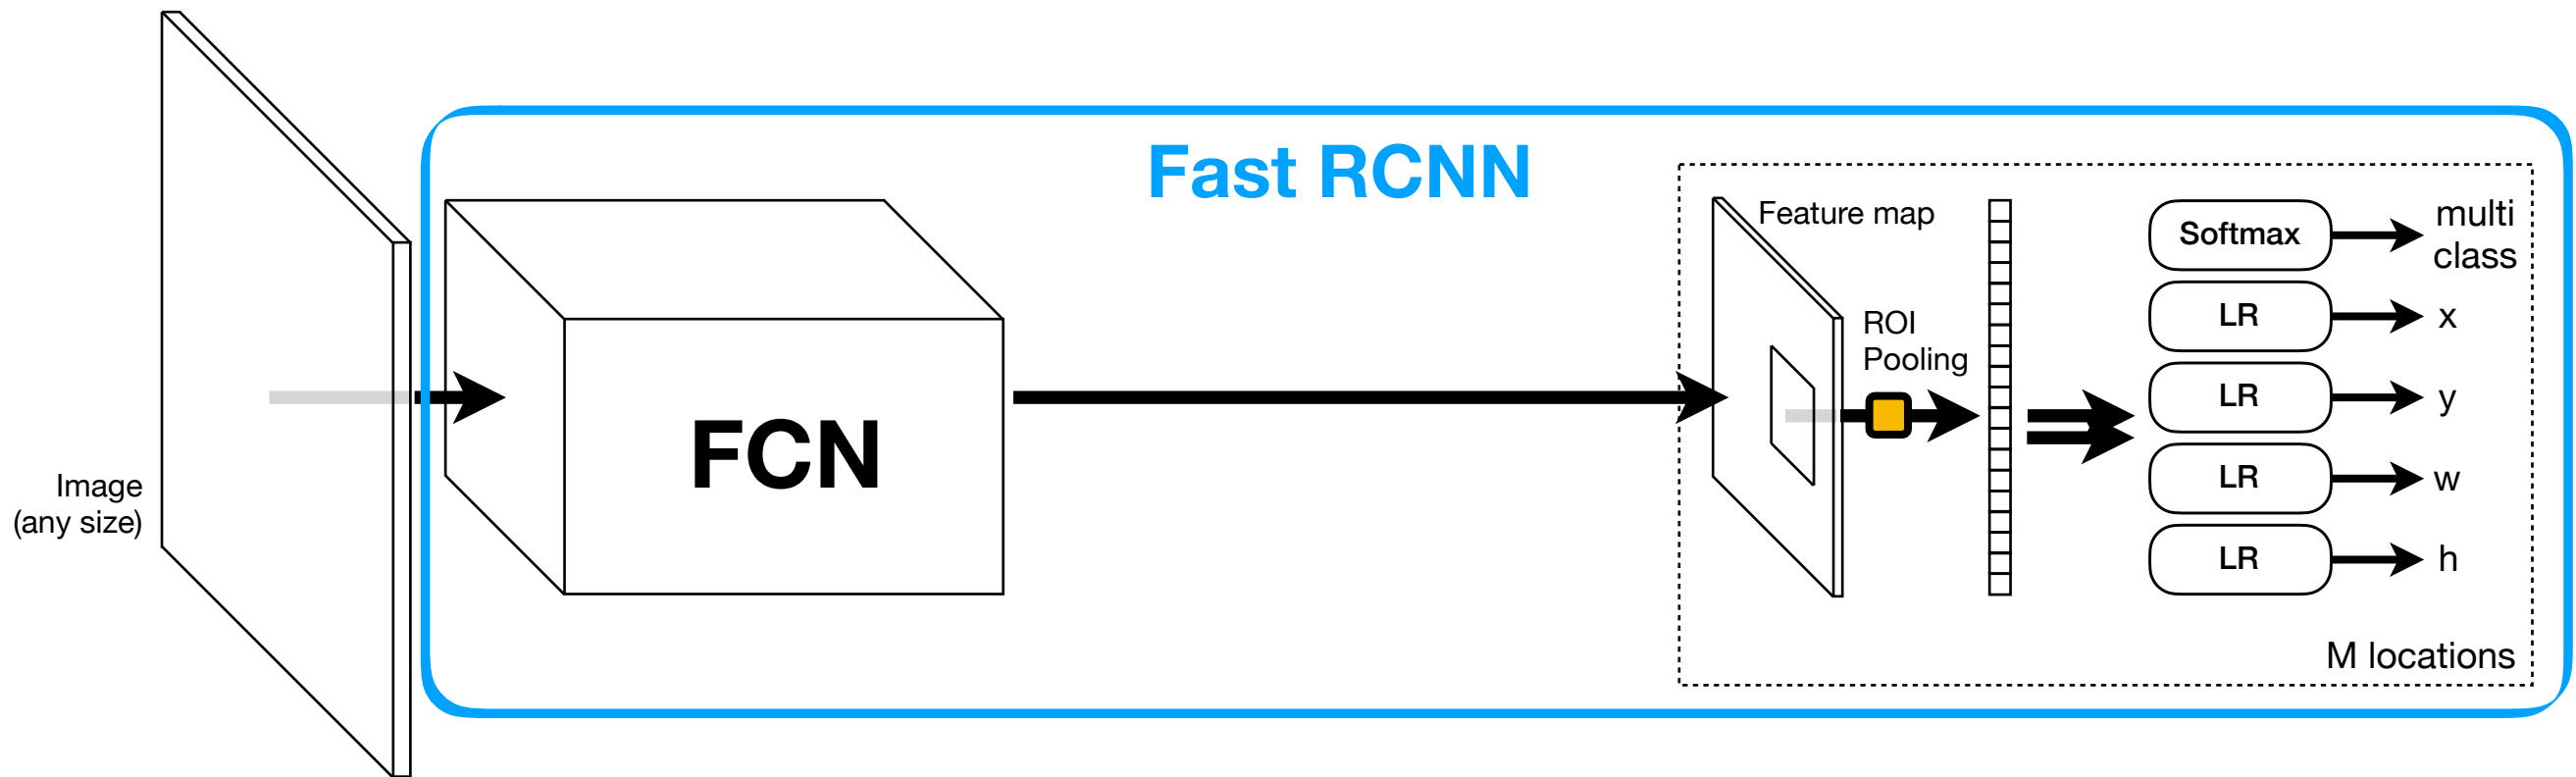 Fast RCNN
Image
(any size)
FCN
Feature map
ROI
Pooling
Softmax
multi
class
LR
x
LR
y
LR
w
LR
h
M locations